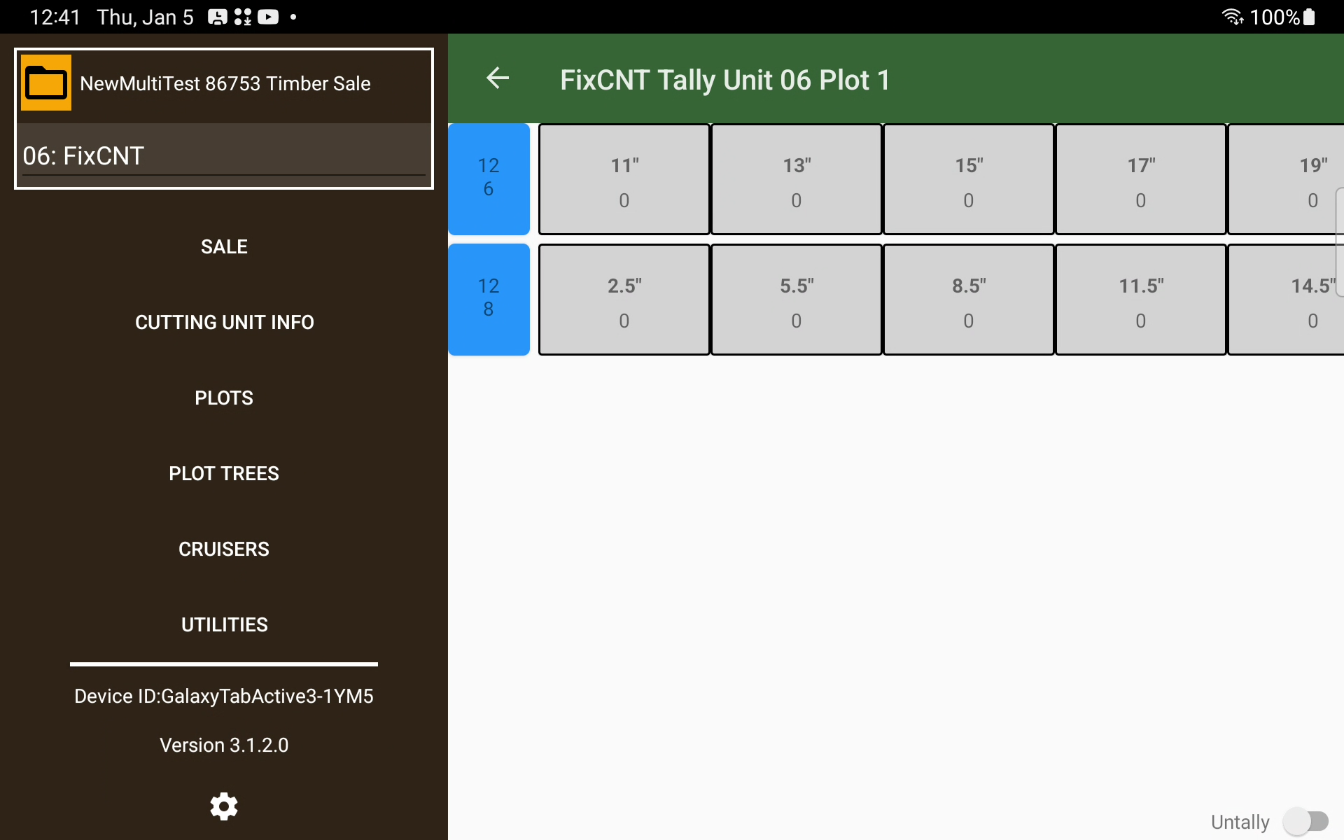 12:41 Thu, Jan 5
100%
NewMultiTest 86753 Timber Sale
06: FixCNT
SALE
CUTTING UNIT INFO
PLOTS
PLOT TREES
CRUISERS
UTILITIES
Device ID:GalaxyTabActive3-1YM5
Version 3.1.2.0
FixCNT Tally Unit 06 Plot 1
12
6
11" 13" 15" 17" 19"
0 0 0 0 0
12
8
2.5" 5.5" 8.5" 11.5" 14.5"
0 0 0 0 0
Untally